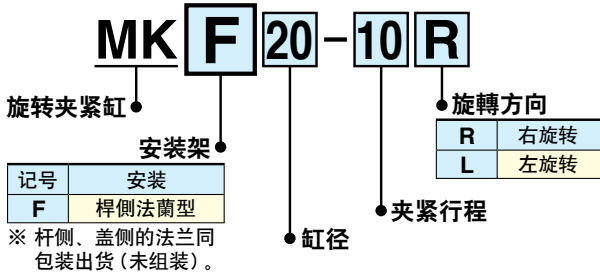 MK F 20-10 R
旋转夹紧缸
旋轉方向
R 右旋转
L 左旋转
安装架
记号 安装
F 桿側法蘭型
※ 杆侧、盖侧的法兰同
包装出货(未组装)。
夹紧行程
缸径